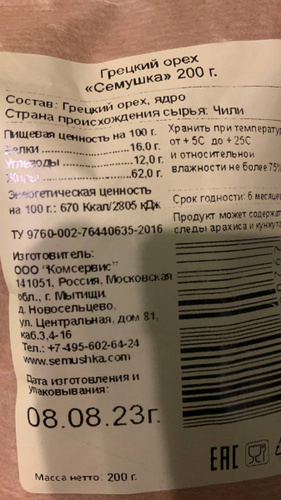 Грецкий орех
«Семушка» 200 г.
Состав: Грецкий орех, ядро
Страна происхождения сырья: Чили
Пищевая ценность на 100 г.
Белки 16,0 г.
Углеводы 12,0 г.
Жиры 62,0 г.
Энергетическая ценность
на 100 г.: 670 Ккал/2805 кДж
ТУ 9760-002-76440635-2016
Хранить при температур
от + 5С до + 25С
и относительной
влажности не более 75%
Срок годности: 6 месяце
Продукт может содержат
следы арахиса и кунжута
Изготовитель:
ООО "Комсервис"
141051, Россия, Московская
обл., г. Мытищи,
д. Новосельцево,
ул. Центральная, дом 81,
каб.3,4-16
Тел.: +7-495-602-64-24
www.semushka.com
Дата изготовления и
упаковывания:
08.08.23г.
EAC
Масса нетто: 200 г.